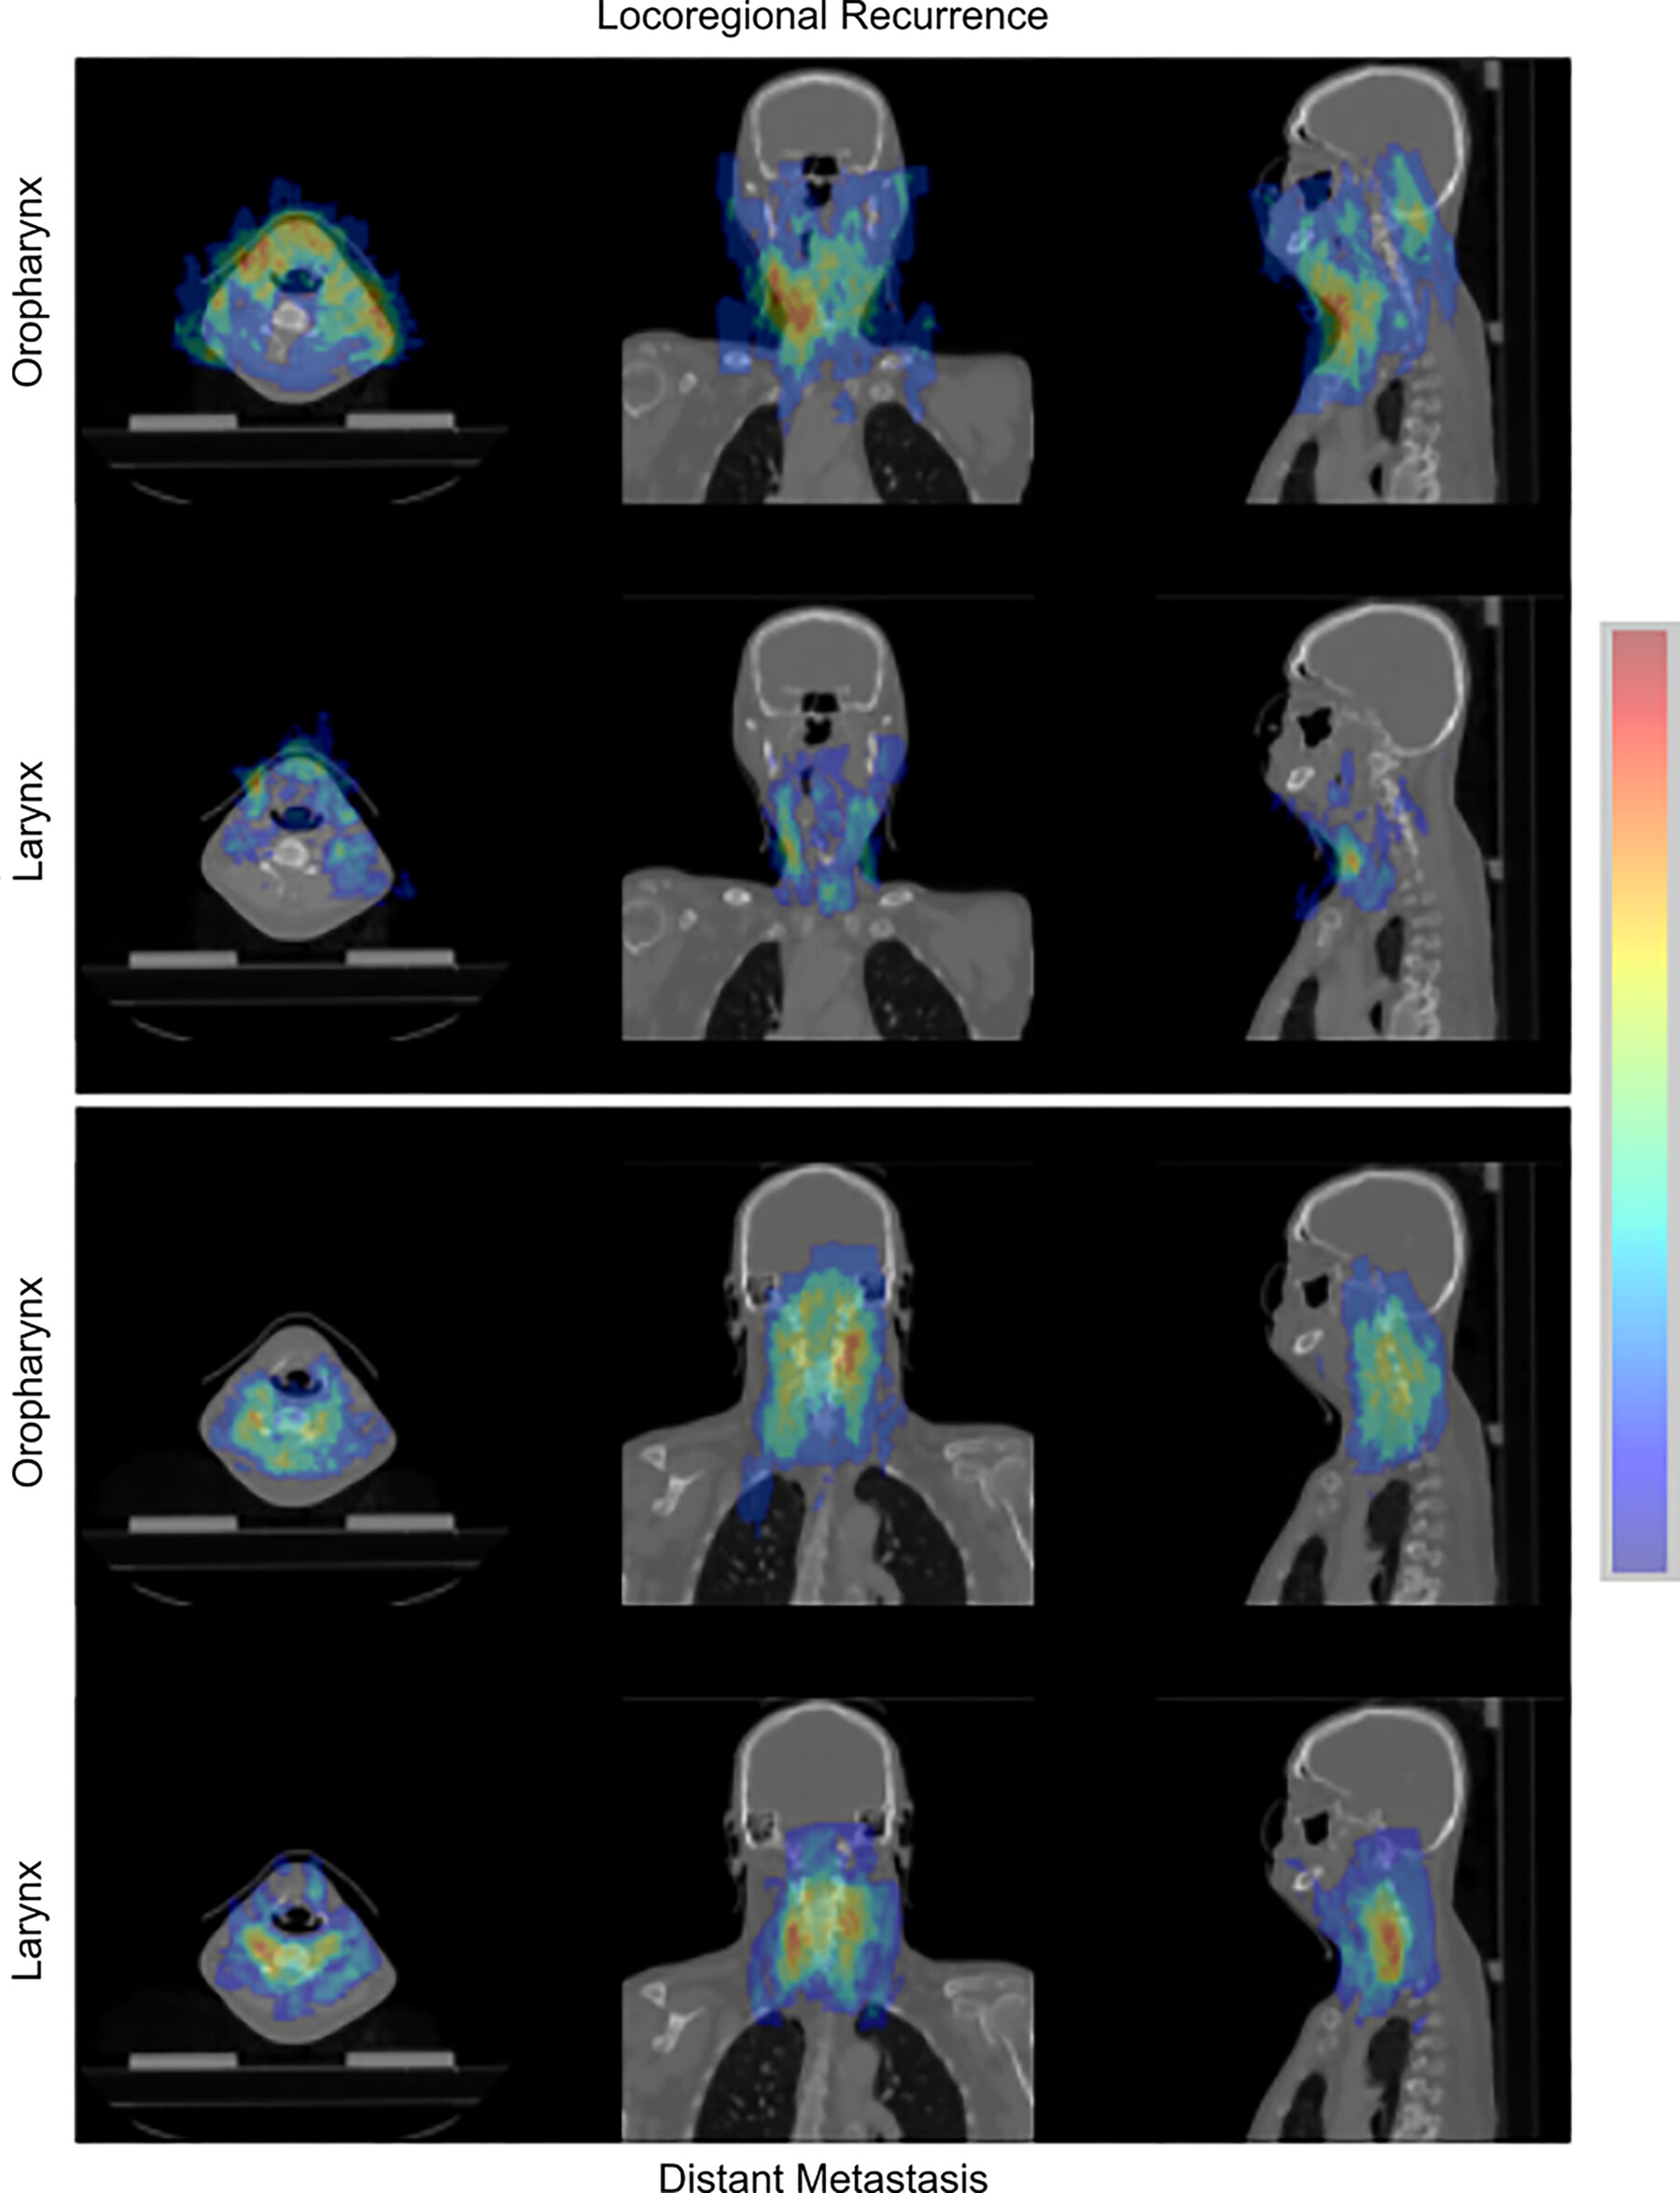 Locoregional Recurrence
Oropharynx
Larynx
Oropharynx
Larynx
Distant Metastasis